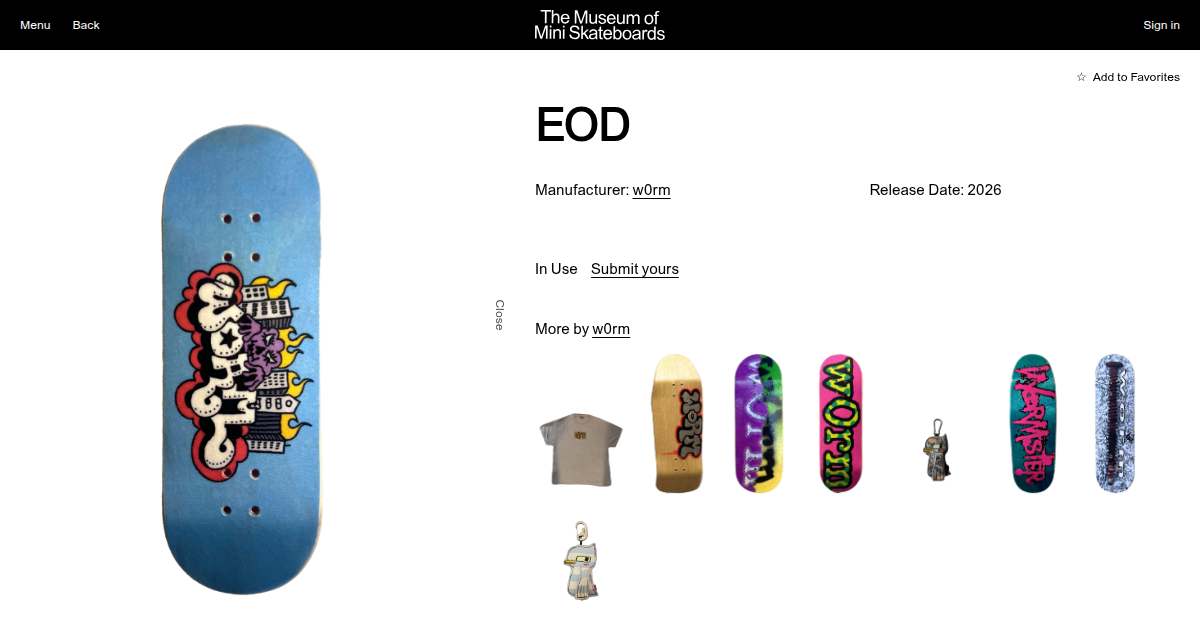 Menu
Back
The Museum of
Mini Skateboards
Sign in
☆ Add to Favorites
EOD
Manufacturer: w0rm
Release Date: 2026
In Use
Submit yours
Close
More by w0rm
w0rm
WORMSTER